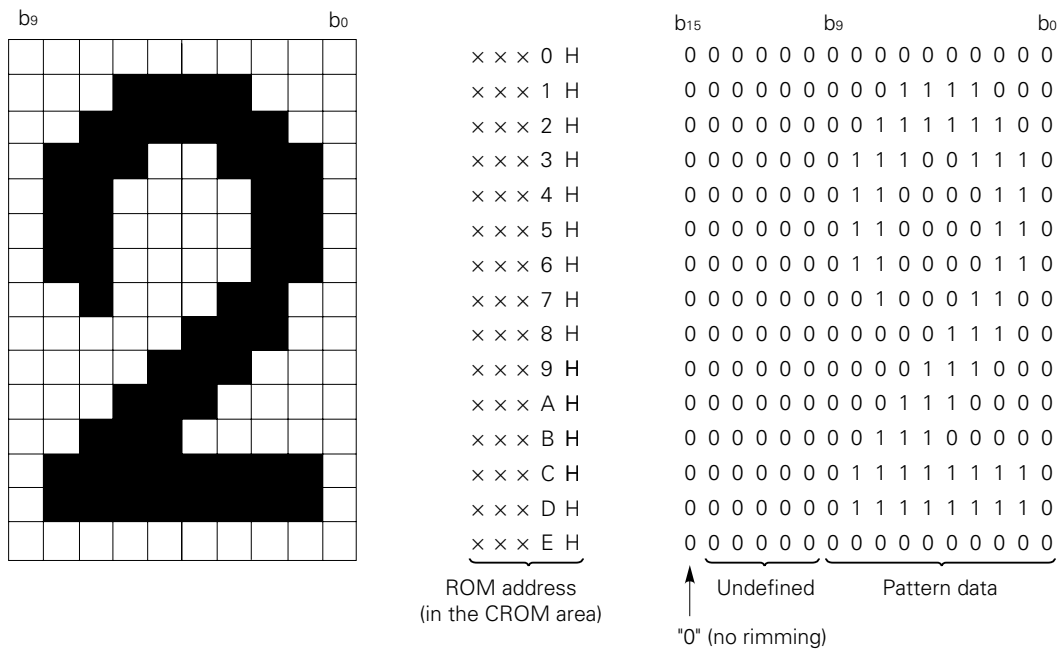 b9 b0 b15 b9 b0
× × × 0 H 0 0 0 0 0 0 0 0 0 0 0 0 0 0 0 0
× × × 1 H 0 0 0 0 0 0 0 0 0 1 1 1 1 0 0 0
× × × 2 H 0 0 0 0 0 0 0 0 1 1 1 1 1 1 0 0
× × × 3 H 0 0 0 0 0 0 0 1 1 1 0 0 1 1 1 0
× × × 4 H 0 0 0 0 0 0 0 1 1 0 0 0 0 1 1 0
× × × 5 H 0 0 0 0 0 0 0 1 1 0 0 0 0 1 1 0
× × × 6 H 0 0 0 0 0 0 0 1 1 0 0 0 0 1 1 0
× × × 7 H 0 0 0 0 0 0 0 0 1 0 0 0 1 1 0 0
× × × 8 H 0 0 0 0 0 0 0 0 0 0 0 1 1 1 0 0
× × × 9 H 0 0 0 0 0 0 0 0 0 0 1 1 1 0 0 0
× × × A H 0 0 0 0 0 0 0 0 0 1 1 1 0 0 0 0
× × × B H 0 0 0 0 0 0 0 0 1 1 1 0 0 0 0 0
× × × C H 0 0 0 0 0 0 0 1 1 1 1 1 1 1 1 0
× × × D H 0 0 0 0 0 0 0 1 1 1 1 1 1 1 1 0
× × × E H 0 0 0 0 0 0 0 0 0 0 0 0 0 0 0 0
ROM address Undefined Pattern data
(in the CROM area)
"0" (no rimming)